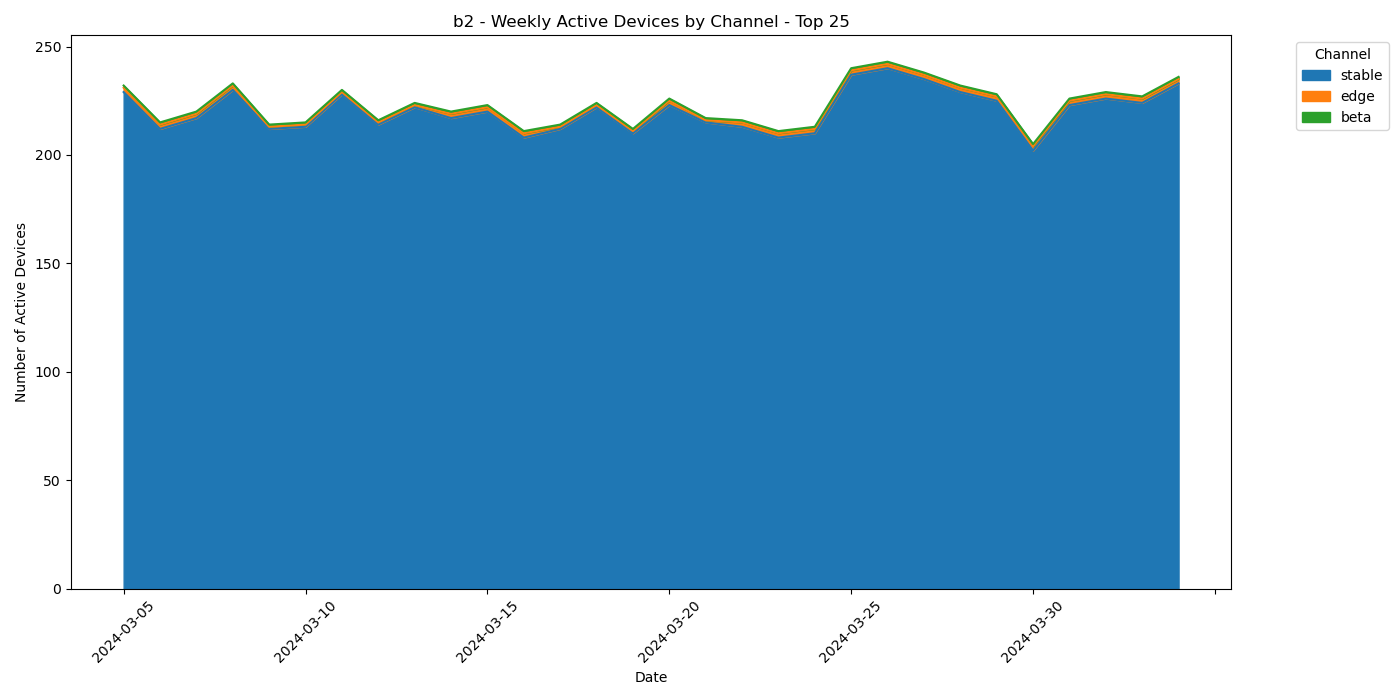 b2 - Weekly Active Devices by Channel - Top 25
Number of Active Devices
250
200
150
100
50
0
2024-03-05
2024-03-10
2024-03-15
2024-03-20
2024-03-25
2024-03-30
Date
Channel
stable
edge
beta